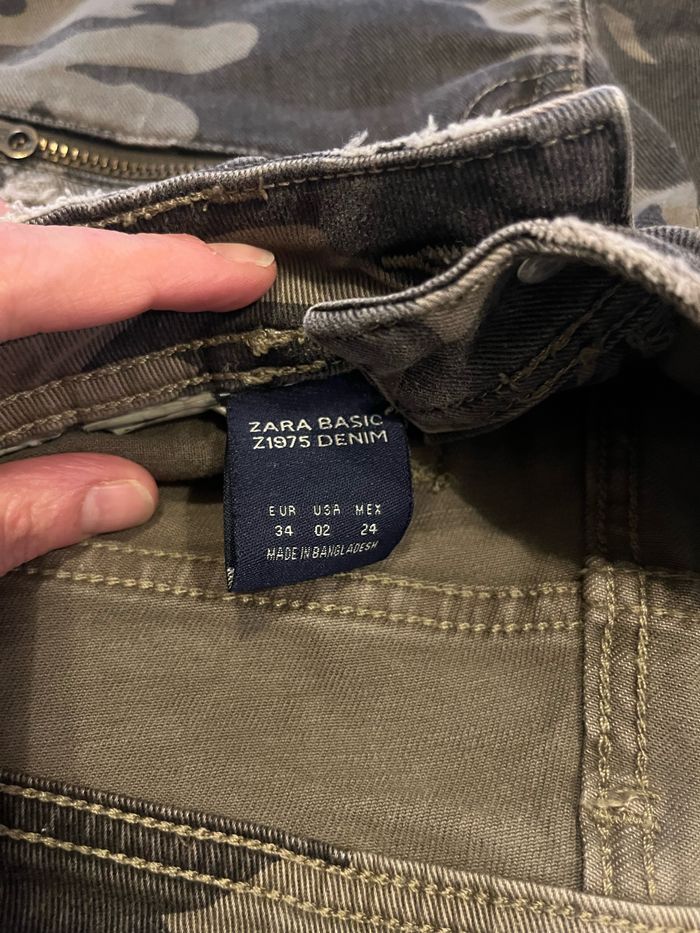 ZARA BASIC
Z1975 DENIM
EUR USA MEX
34 02 24
MADE IN BANGLADESH